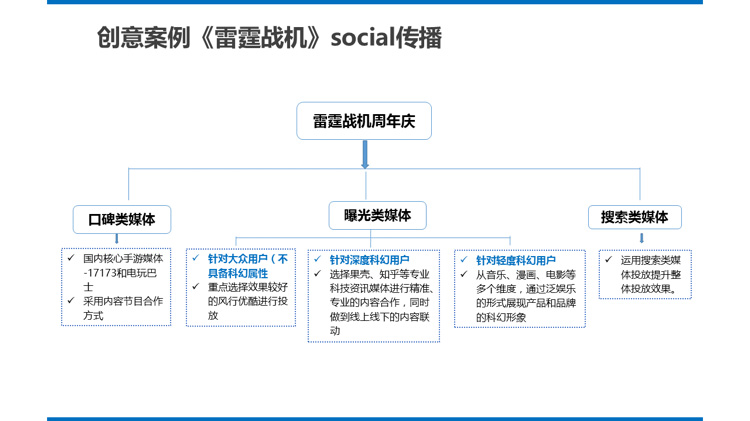 创意案例《雷霆战机》social传播
雷霆战机周年庆
口碑类媒体
曝光类媒体
搜索类媒体
✓ 国内核心手游媒体
-17173和电玩巴
士
✓ 采用内容节目合作
方式
✓ 针对大众用户（不
具备科幻属性
✓ 重点选择效果较好
的风行优酷进行投
放
✓ 针对深度科幻用户
✓ 选择果壳、知乎等专业
科技资讯媒体进行精准、
专业的内容合作，同时
做到线上线下的内容联
动
✓ 针对轻度科幻用户
✓ 从音乐、漫画、电影等
多个维度，通过泛娱乐
的形式展现产品和品牌
的科幻形象
✓ 运用搜索类媒
体投放提升整
体投放效果。